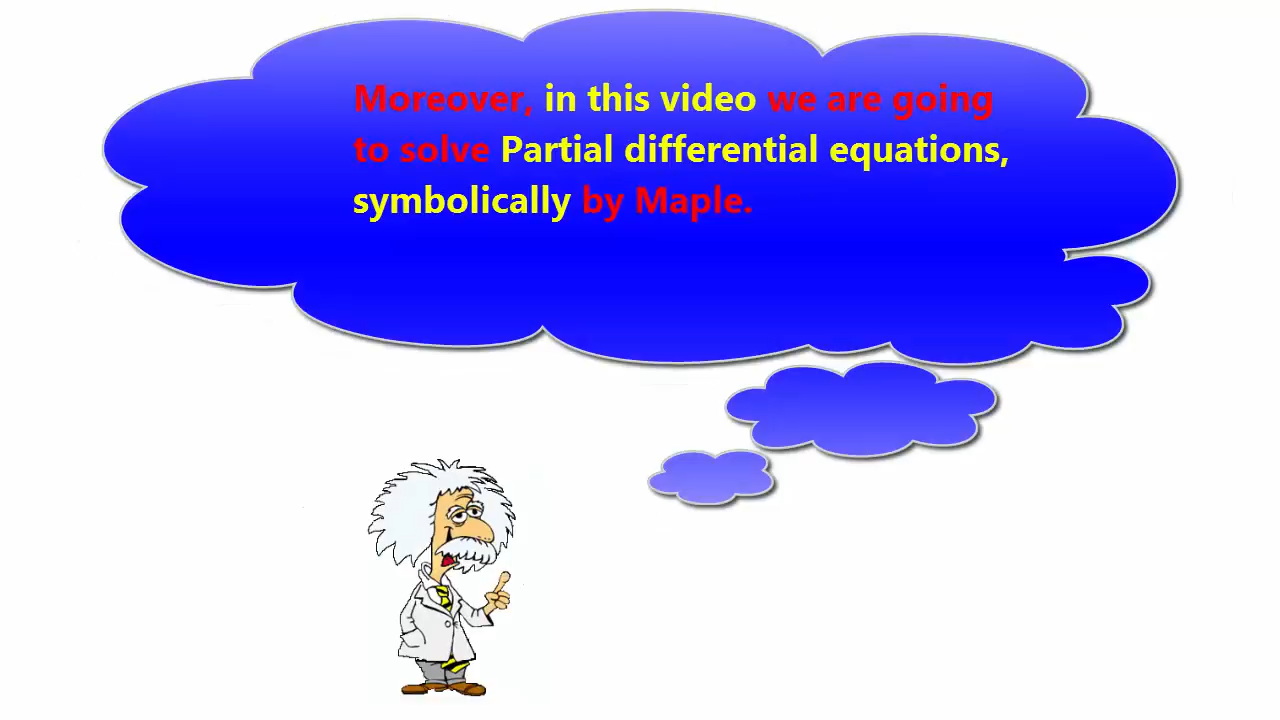 Moreover, in this video we are going
to solve Partial differential equations,
symbolically by Maple.